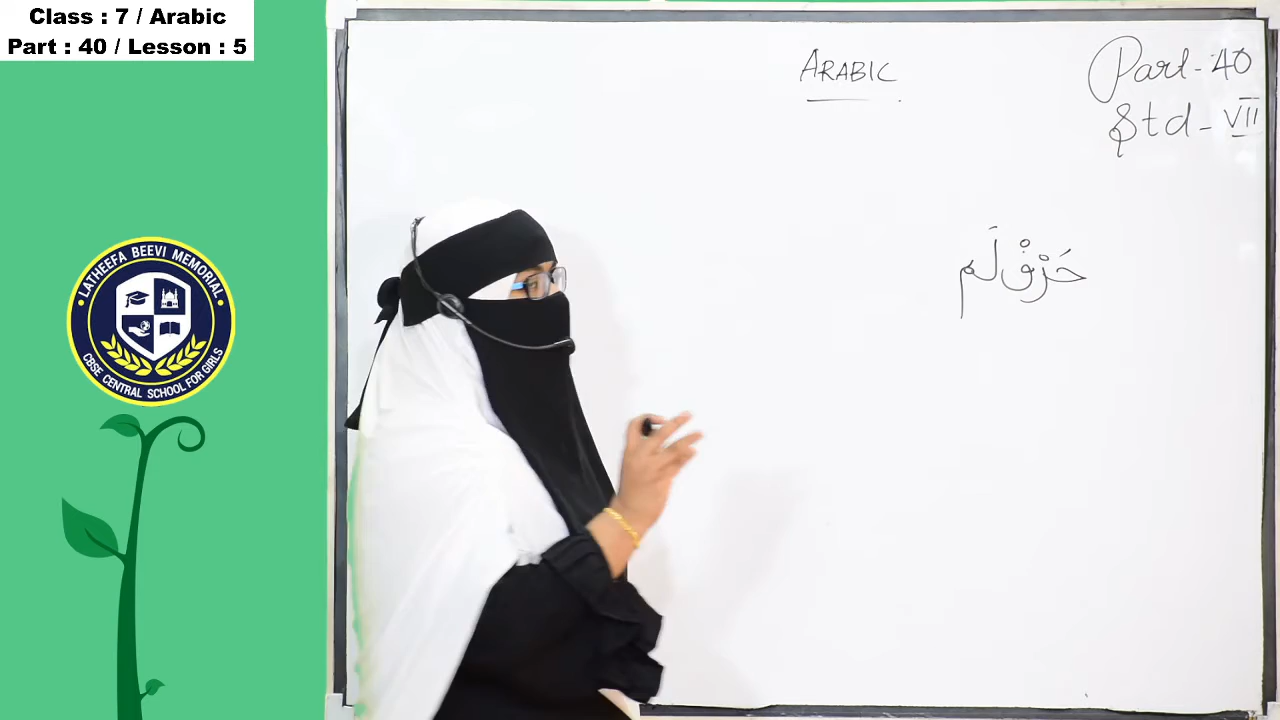 Class : 7 / Arabic
Part : 40 / Lesson : 5
ARABIC
Part - 40
Std - VII
حَرْفْ لَم
LATHEEFA BEEVI MEMORIAL
CBSE CENTRAL SCHOOL FOR GIRLS